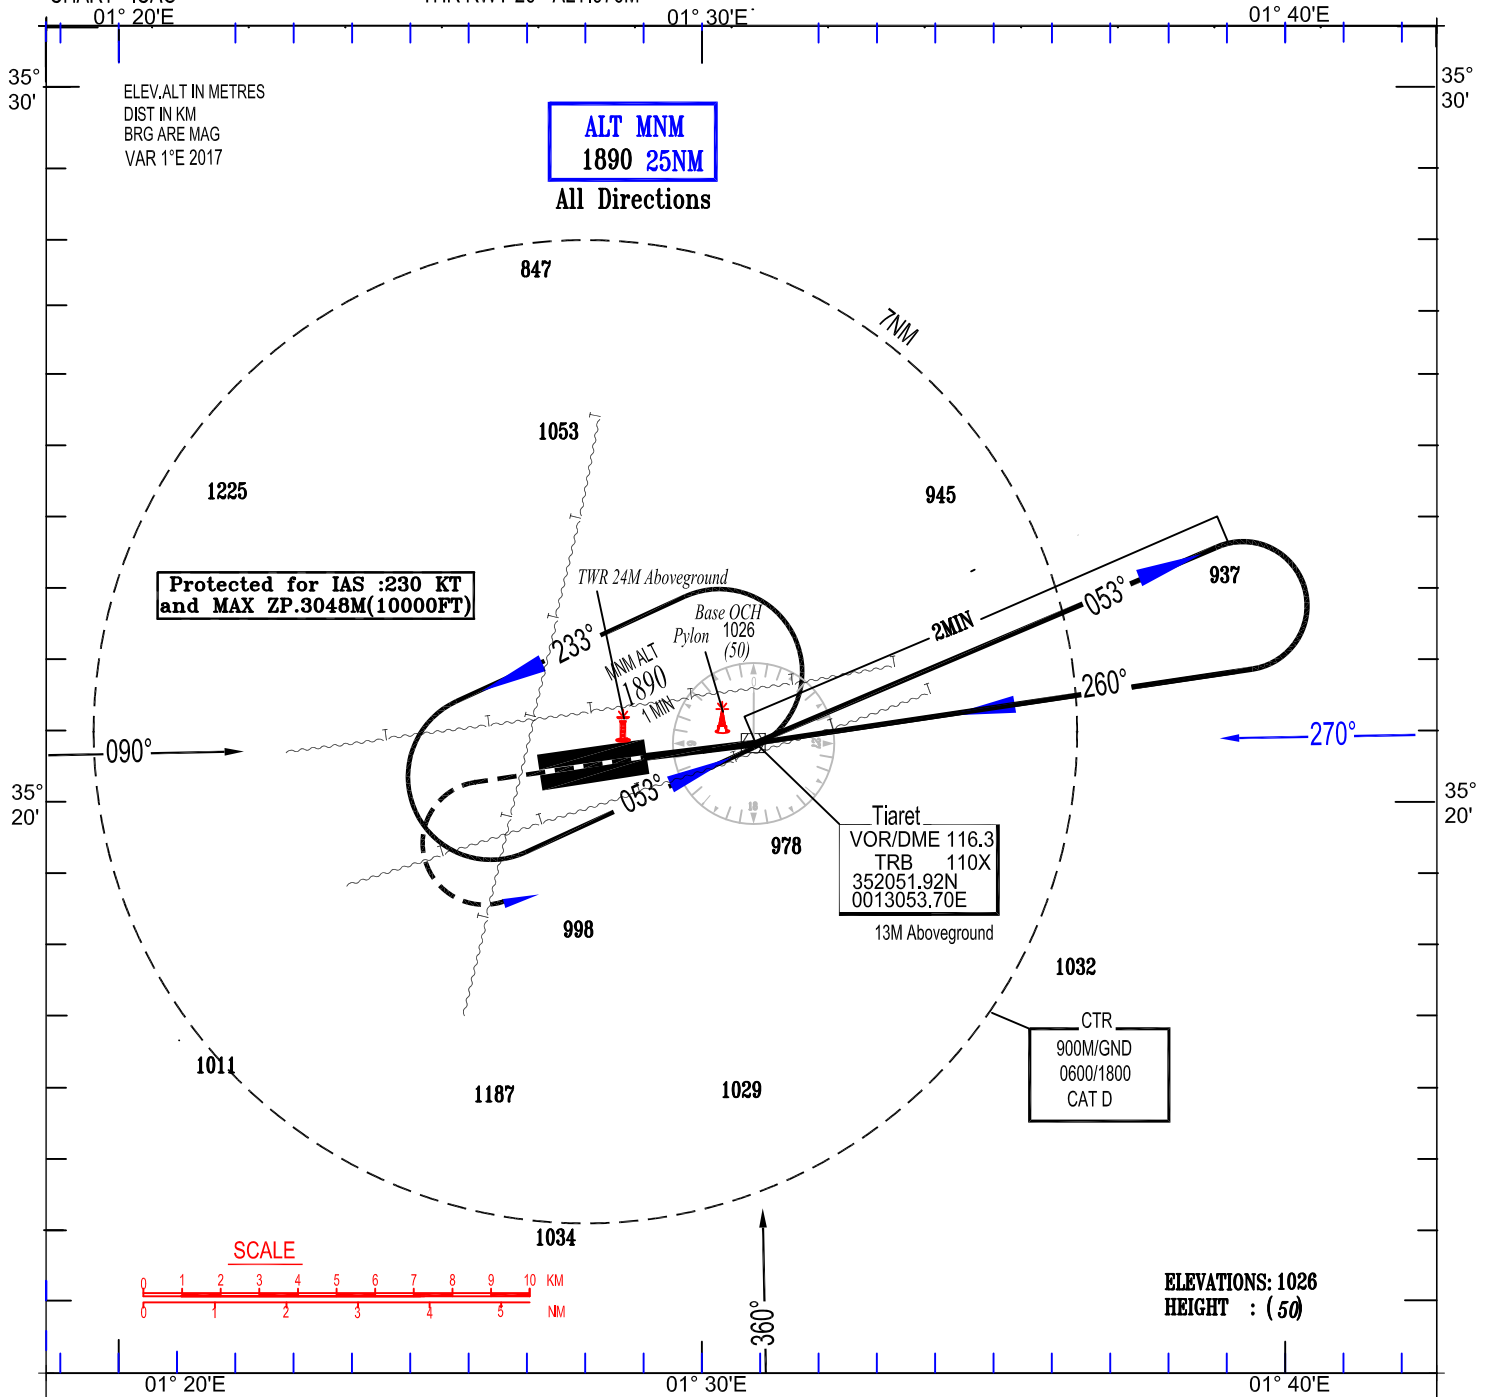 01° 20'E
01° 30'E
01° 40'E
35°
30'
35°
30'
ELEV.ALT IN METRES
DIST IN KM
BRG ARE MAG
VAR 1°E 2017
ALT MNM
1890 25NM
All Directions
847
7NM
1053
1225
945
Protected for IAS :230 KT
and MAX ZP.3048M(10000FT)
TWR 24M Aboveground
937
053°
Base OCH
1026
(50)
Pylon
2MIN
233°
MNM ALT
1890
1 MIN
260°
090°
270°
053°
35°
20'
35°
20'
Tiaret
VOR/DME 116.3
TRB 110X
352051.92N
0013053.70E
13M Aboveground
978
998
1032
CTR
900M/GND
0600/1800
CAT D
1011
1187
1029
1034
SCALE
0 1 2 3 4 5 6 7 8 9 10 KM
0 1 2 3 4 5 NM
360°
ELEVATIONS: 1026
HEIGHT : (50)
01° 20'E
01° 30'E
01° 40'E